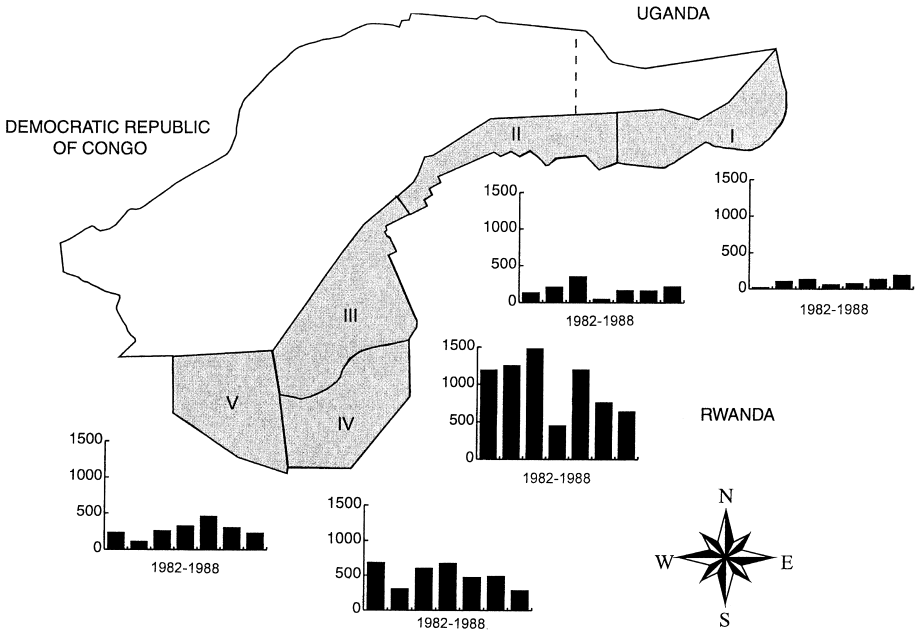 UGANDA
DEMOCRATIC REPUBLIC
OF CONGO
II
I
1500
1000
500
0
1982-1988
1500
1000
500
0
1982-1988
III
1500
1000
500
0
1982-1988
RWANDA
V
IV
1500
1000
500
0
1982-1988
1500
1000
500
0
1982-1988
N
W
E
S